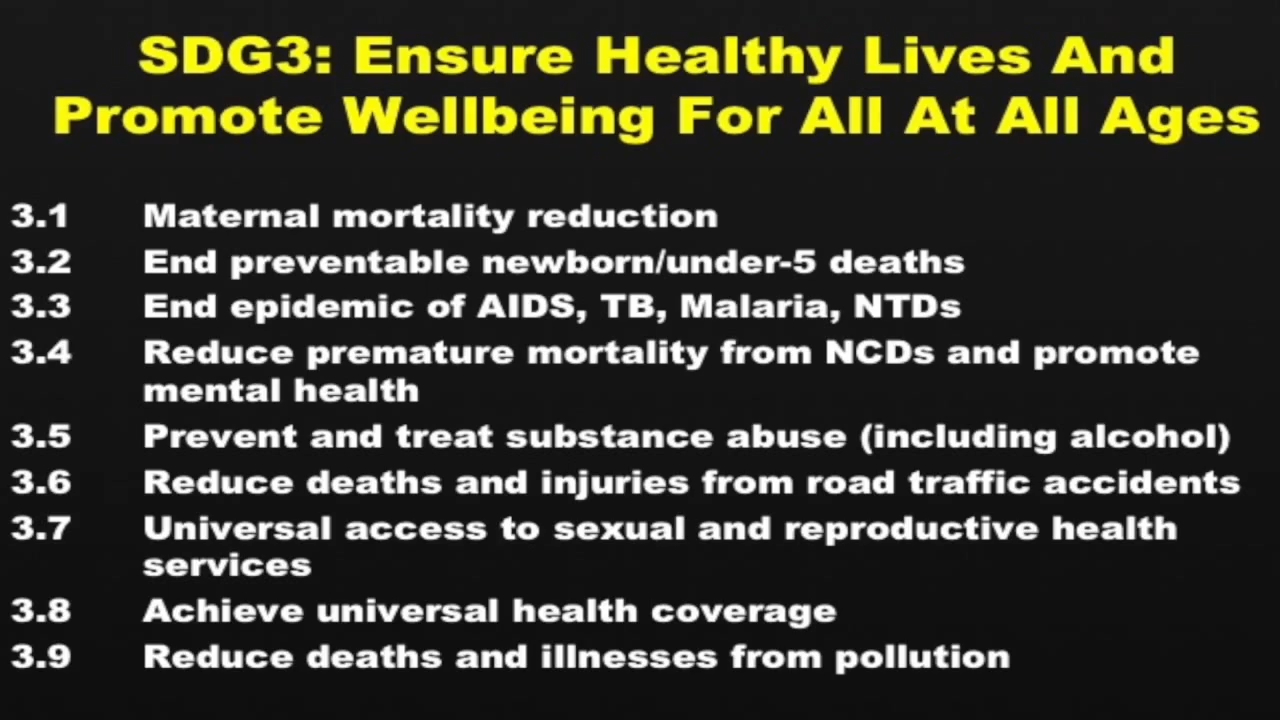 SDG3: Ensure Healthy Lives And
Promote Wellbeing For All At All Ages
3.1 Maternal mortality reduction
3.2 End preventable newborn/under-5 deaths
3.3 End epidemic of AIDS, TB, Malaria, NTDs
3.4 Reduce premature mortality from NCDs and promote
mental health
3.5 Prevent and treat substance abuse (including alcohol)
3.6 Reduce deaths and injuries from road traffic accidents
3.7 Universal access to sexual and reproductive health
services
3.8 Achieve universal health coverage
3.9 Reduce deaths and illnesses from pollution